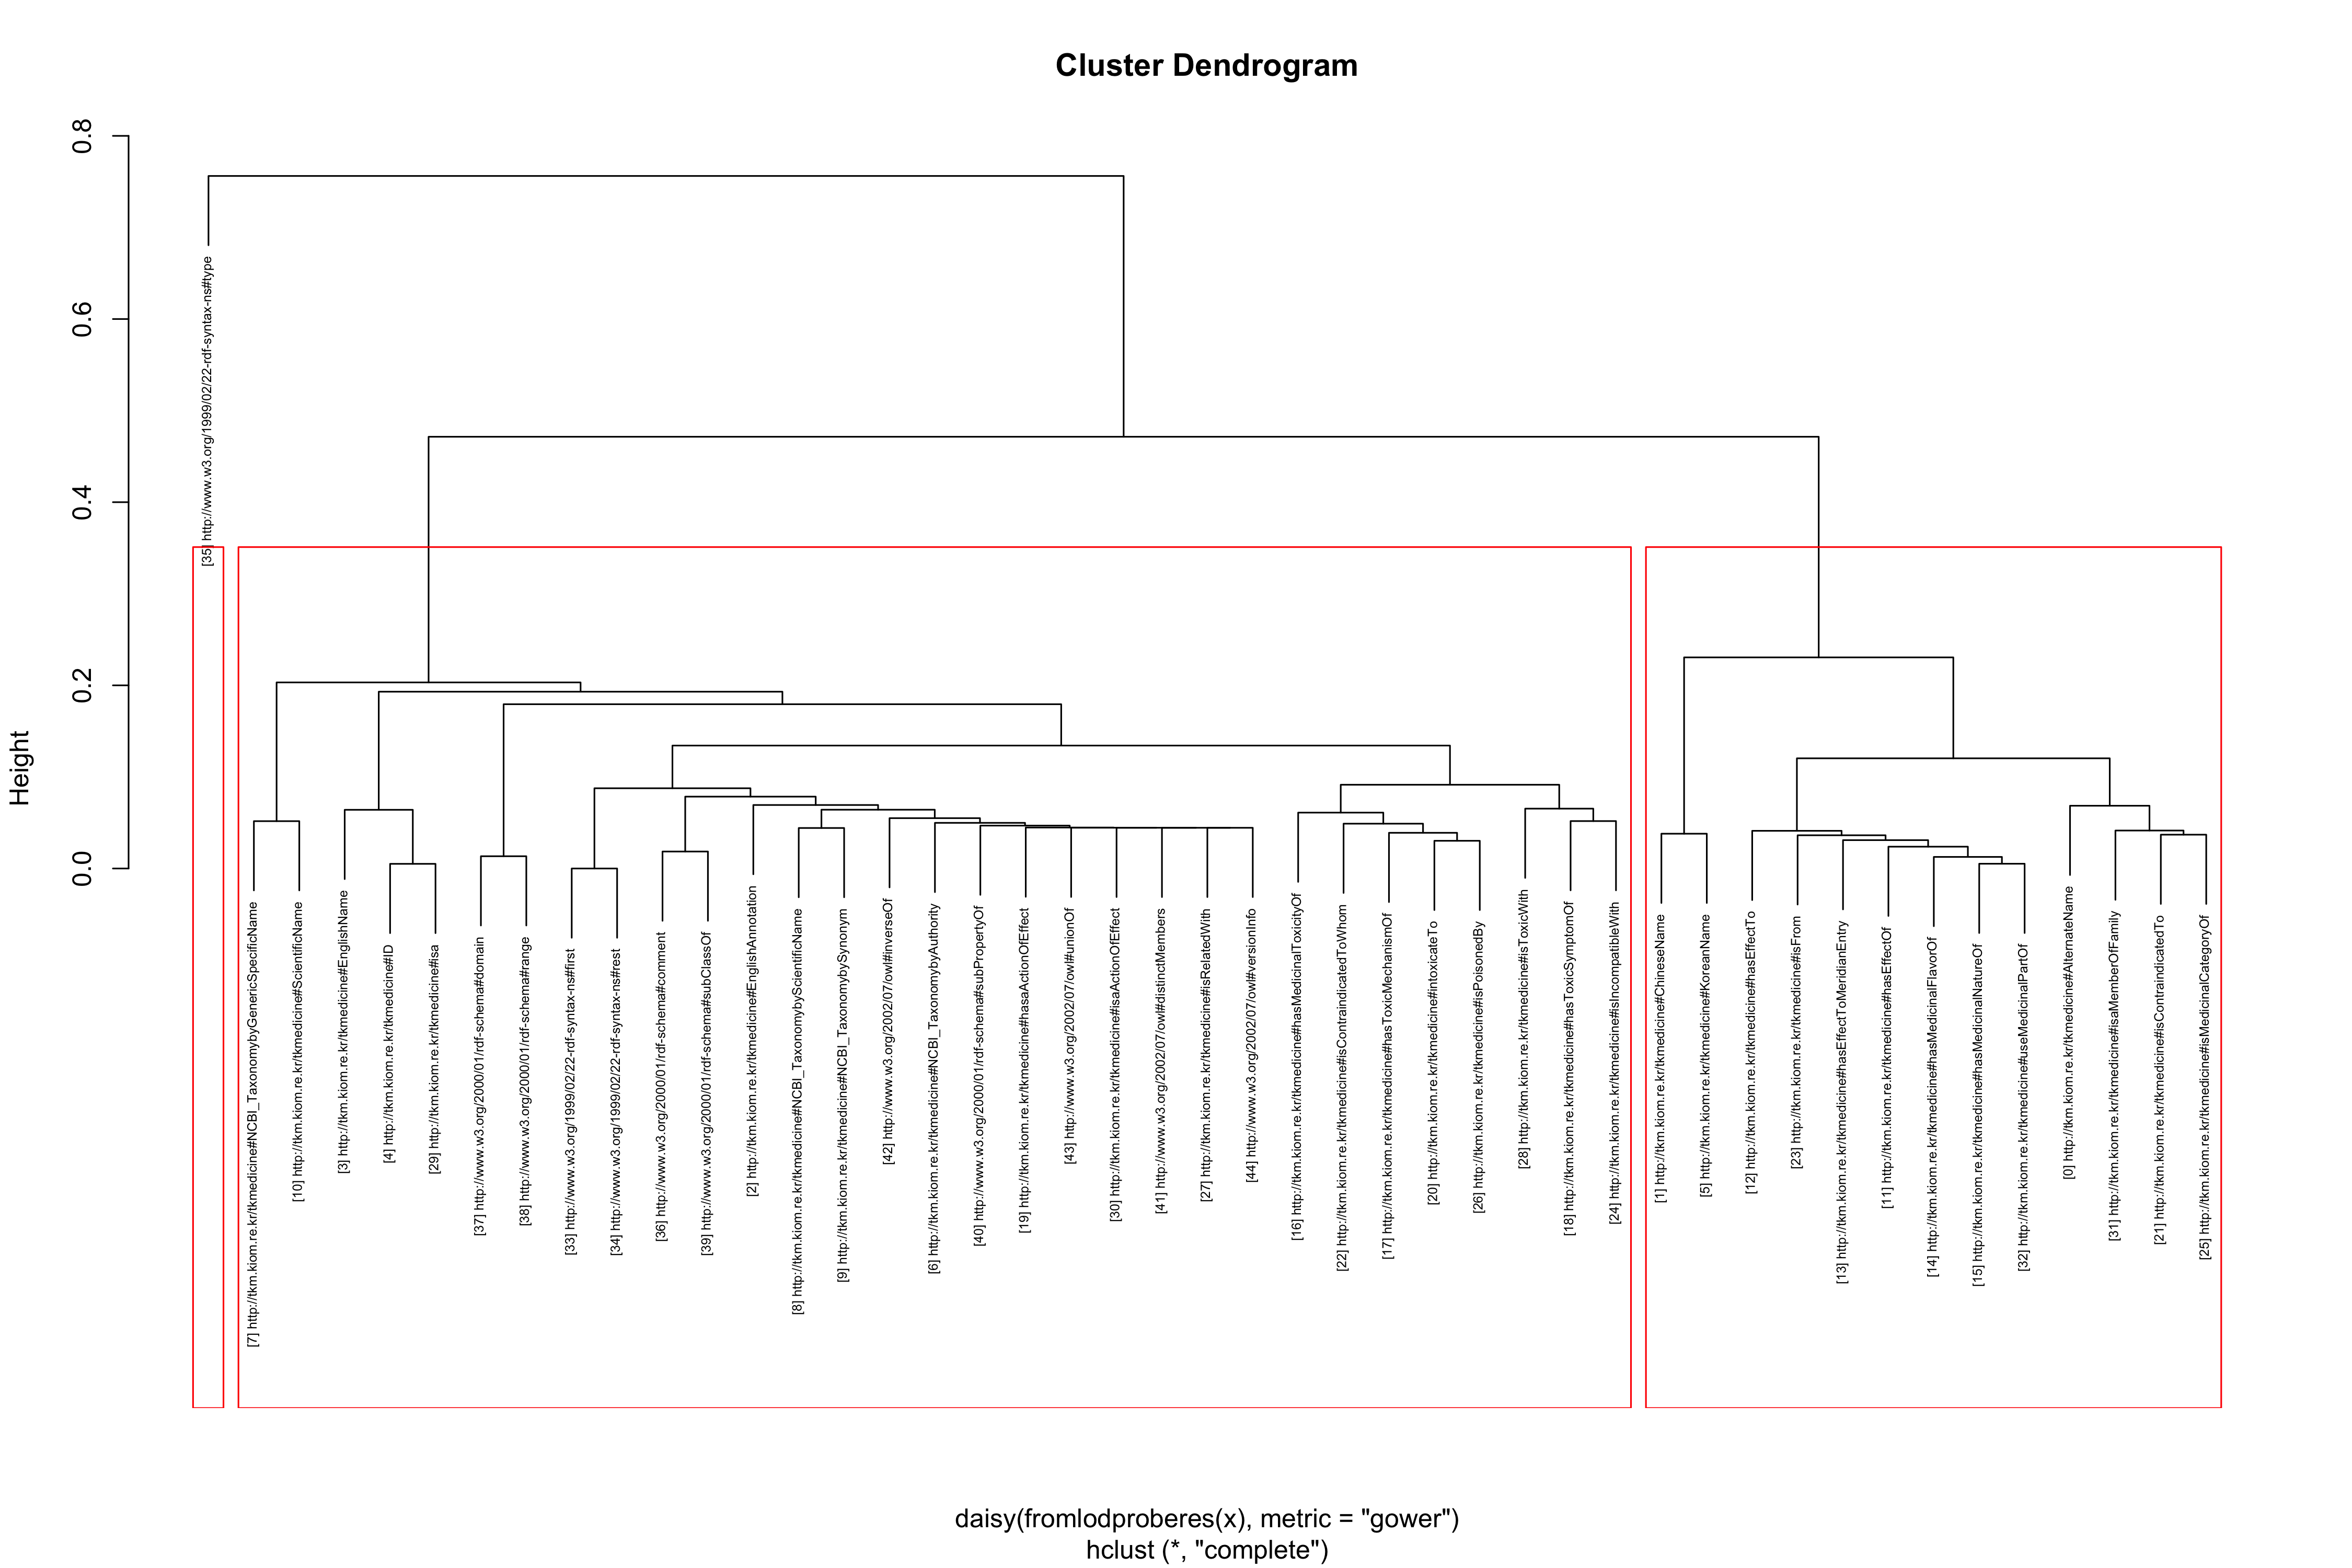 Cluster Dendrogram
Height
0.0
0.2
0.4
0.6
0.8
[35] http://www.w3.org/1999/02/22-rdf-syntax-ns#type
[7] http://tkm.kiom.re.kr/tkmedicine#NCBI_TaxonomybyGenericSpecificName
[10] http://tkm.kiom.re.kr/tkmedicine#ScientificName
[3] http://tkm.kiom.re.kr/tkmedicine#EnglishName
[4] http://tkm.kiom.re.kr/tkmedicine#ID
[29] http://tkm.kiom.re.kr/tkmedicine#isa
[37] http://www.w3.org/2000/01/rdf-schema#domain
[38] http://www.w3.org/2000/01/rdf-schema#range
[33] http://www.w3.org/1999/02/22-rdf-syntax-ns#first
[34] http://www.w3.org/1999/02/22-rdf-syntax-ns#rest
[36] http://www.w3.org/2000/01/rdf-schema#comment
[39] http://www.w3.org/2000/01/rdf-schema#subClassOf
[2] http://tkm.kiom.re.kr/tkmedicine#EnglishAnnotation
[8] http://tkm.kiom.re.kr/tkmedicine#NCBI_TaxonomybyScientificName
[9] http://tkm.kiom.re.kr/tkmedicine#NCBI_TaxonomybySynonym
[42] http://www.w3.org/2002/07/owl#inverseOf
[6] http://tkm.kiom.re.kr/tkmedicine#NCBI_TaxonomybyAuthority
[40] http://www.w3.org/2000/01/rdf-schema#subPropertyOf
[19] http://tkm.kiom.re.kr/tkmedicine#hasaActionOfEffect
[43] http://www.w3.org/2002/07/owl#unionOf
[30] http://tkm.kiom.re.kr/tkmedicine#isaActionOfEffect
[41] http://www.w3.org/2002/07/owl#distinctMembers
[27] http://tkm.kiom.re.kr/tkmedicine#isRelatedWith
[44] http://www.w3.org/2002/07/owl#versionInfo
[16] http://tkm.kiom.re.kr/tkmedicine#hasMedicinalToxicityOf
[22] http://tkm.kiom.re.kr/tkmedicine#isContraindicatedToWhom
[17] http://tkm.kiom.re.kr/tkmedicine#hasToxicMechanismOf
[20] http://tkm.kiom.re.kr/tkmedicine#intoxicateTo
[26] http://tkm.kiom.re.kr/tkmedicine#isPoisonedBy
[28] http://tkm.kiom.re.kr/tkmedicine#isToxicWith
[18] http://tkm.kiom.re.kr/tkmedicine#hasToxicSymptomOf
[24] http://tkm.kiom.re.kr/tkmedicine#isIncompatibleWith
[1] http://tkm.kiom.re.kr/tkmedicine#ChineseName
[5] http://tkm.kiom.re.kr/tkmedicine#KoreanName
[12] http://tkm.kiom.re.kr/tkmedicine#hasEffectTo
[23] http://tkm.kiom.re.kr/tkmedicine#isFrom
[13] http://tkm.kiom.re.kr/tkmedicine#hasEffectToMeridianEntry
[11] http://tkm.kiom.re.kr/tkmedicine#hasEffectOf
[14] http://tkm.kiom.re.kr/tkmedicine#hasMedicinalFlavorOf
[15] http://tkm.kiom.re.kr/tkmedicine#hasMedicinalNatureOf
[32] http://tkm.kiom.re.kr/tkmedicine#useMedicinalPartOf
[0] http://tkm.kiom.re.kr/tkmedicine#AlternateName
[31] http://tkm.kiom.re.kr/tkmedicine#isaMemberOfFamily
[21] http://tkm.kiom.re.kr/tkmedicine#isContraindicatedTo
[25] http://tkm.kiom.re.kr/tkmedicine#isMedicinalCategoryOf
daisy(fromlodproberes(x), metric = "gower")
hclust (*, "complete")